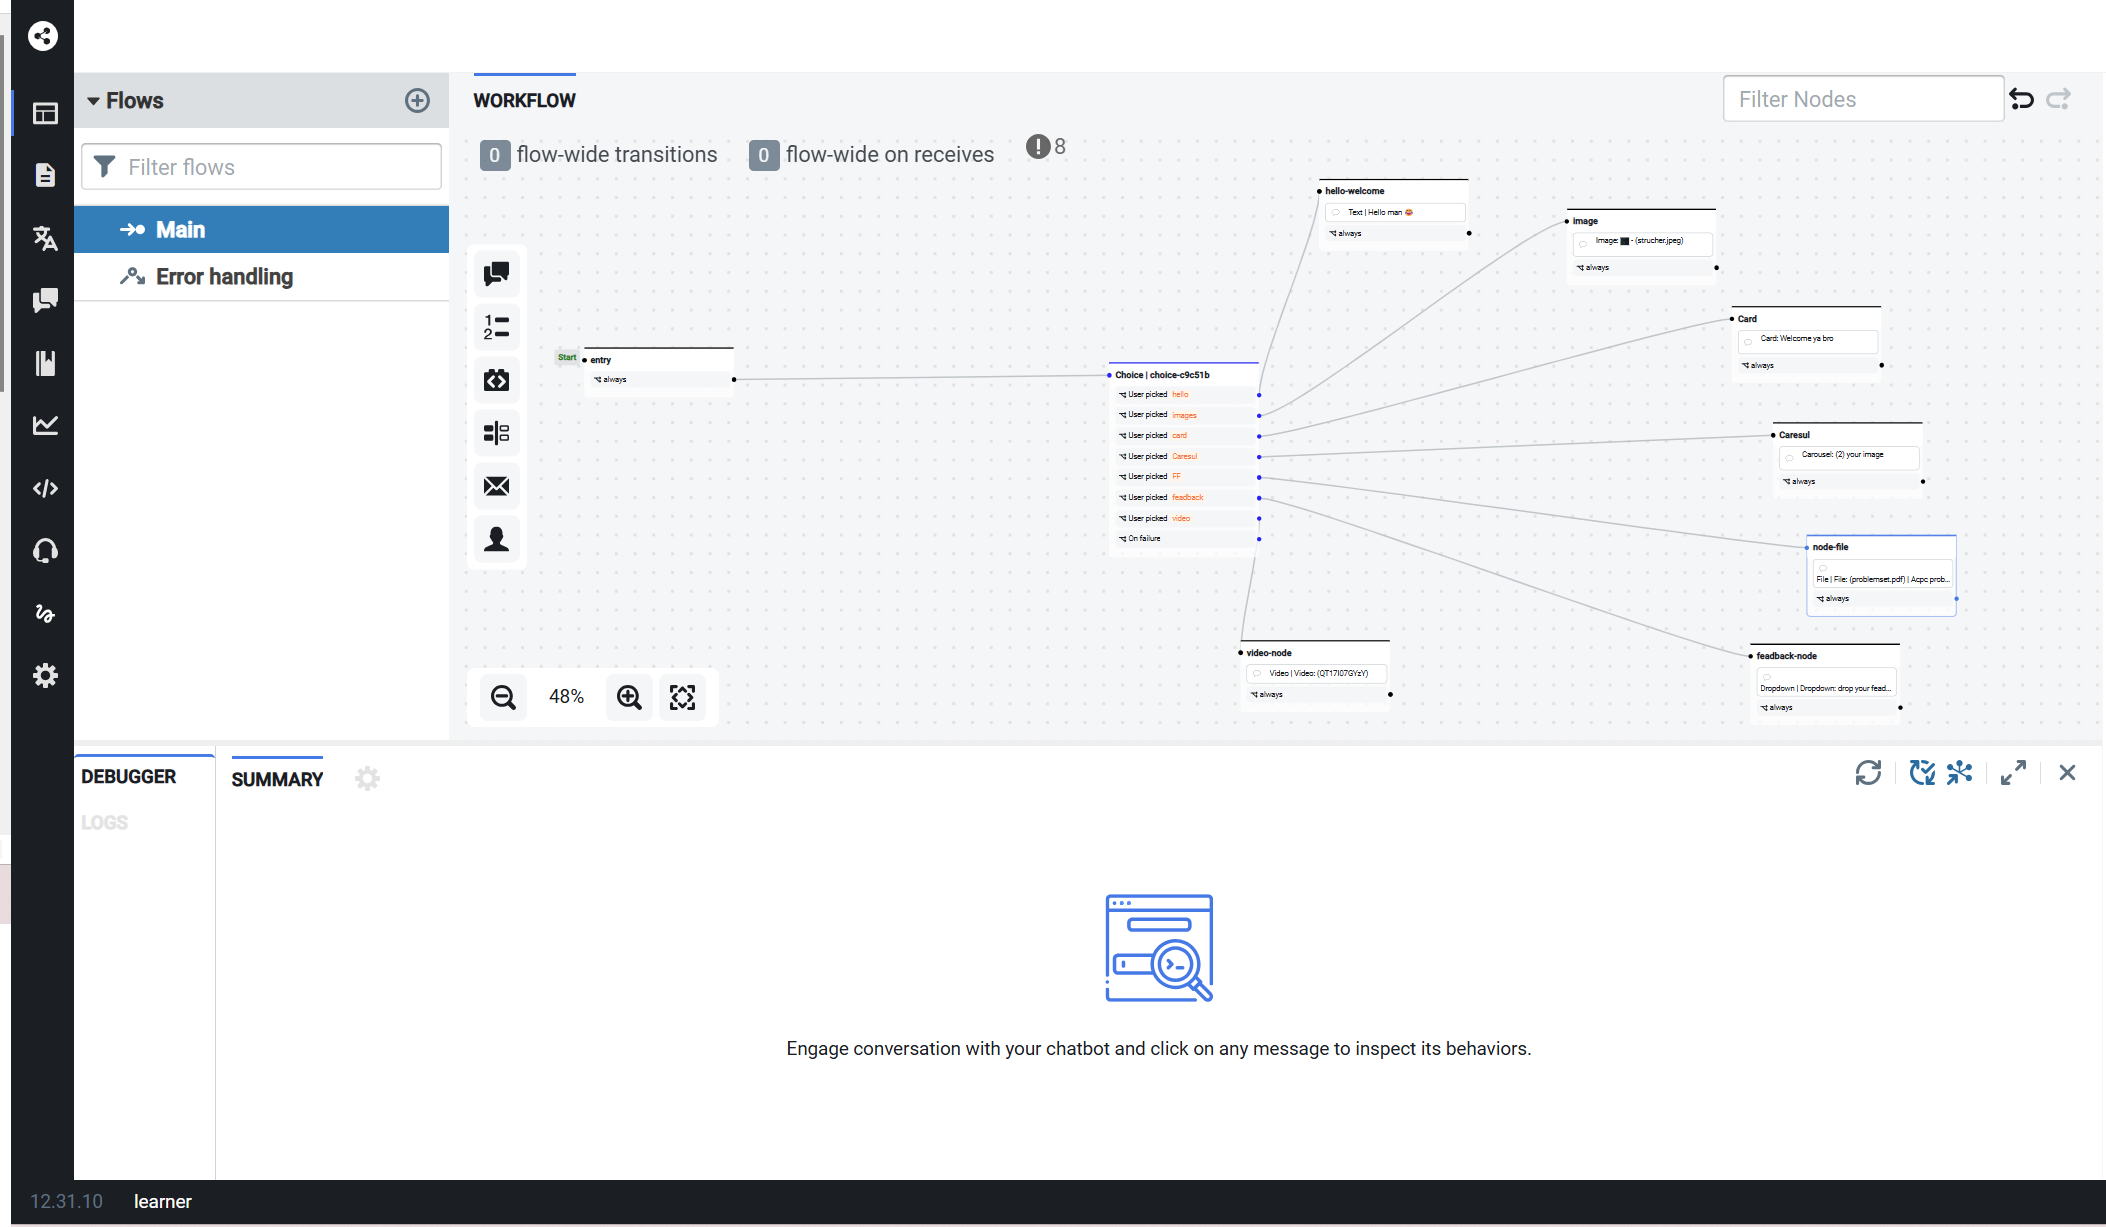 Flows
Filter flows
Main
Error handling
WORKFLOW
Filter Nodes
0 flow-wide transitions 0 flow-wide on receives 8
hello-welcome
Text | Hello man
always
image
Image: - (strucher.jpeg)
always
Card
Card: Welcome ya bro
always
Start entry
always
Choice | choice-c9c51b
User picked hello
User picked images
User picked card
User picked Caresul
User picked FF
User picked feadback
User picked video
On failure
Caresul
Carousel: (2) your image
always
node-file
File | File: (problemset.pdf) | Acpc prob...
always
video-node
Video | Video: (QT17I07GYzY)
always
feadback-node
Dropdown | Dropdown: drop your fead...
always
1
2
48%
DEBUGGER
LOGS
SUMMARY
Engage conversation with your chatbot and click on any message to inspect its behaviors.
12.31.10 learner